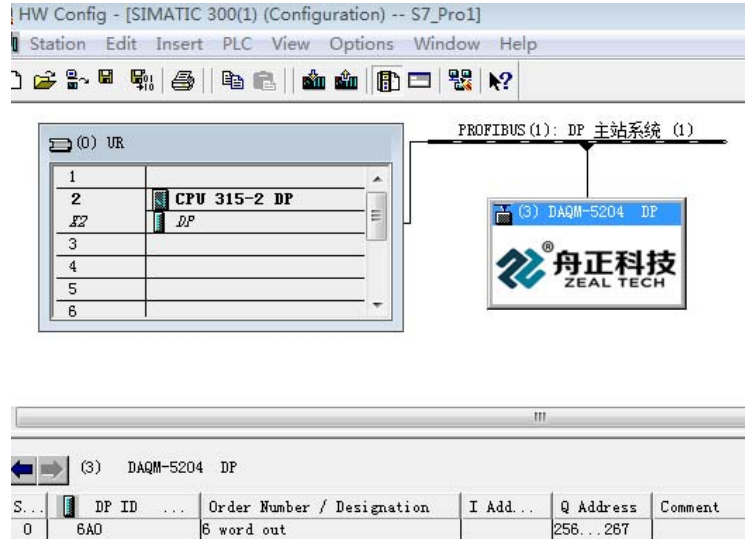 HW Config - [SIMATIC 300(1) (Configuration) -- S7_Pro1]
Station Edit Insert PLC View Options Window Help
(0) UR
1
2 CPU 315-2 DP
X2 DP
3
4
5
6
PROFIBUS(1): DP 主站系统 (1)
(3) DAQM-5204 DP
®舟正科技
ZEAL TECH
(3) DAQM-5204 DP
S... DP ID ... Order Number / Designation I Add... Q Address Comment
0 6AO 6 word out 256...267